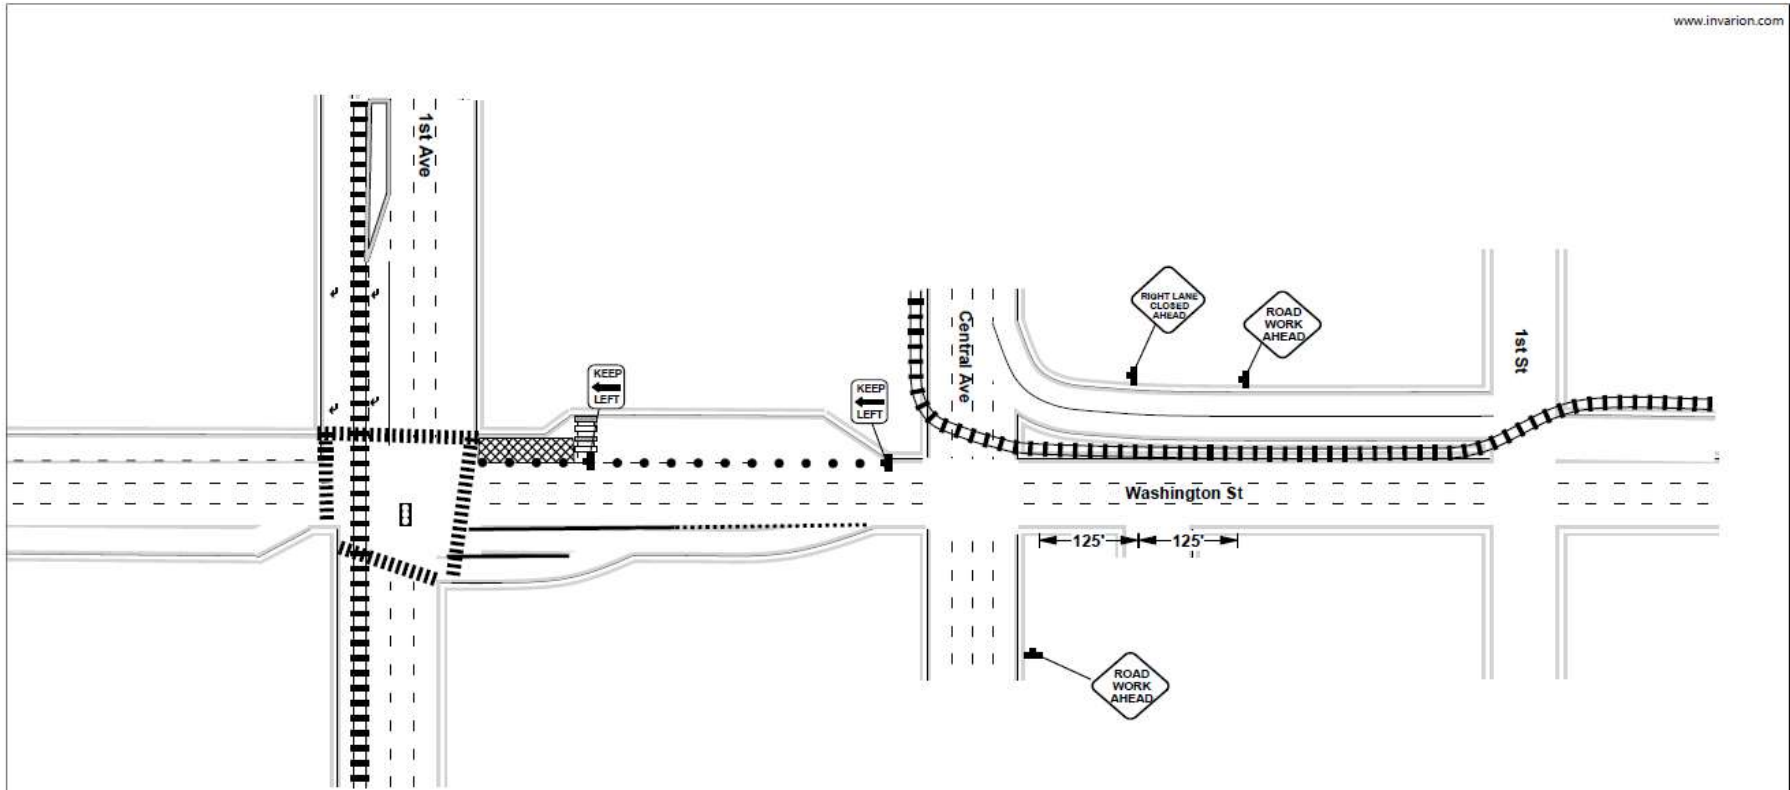 www.invarion.com
1st Ave
KEEP
LEFT
KEEP
LEFT
Central Ave
RIGHT LANE
CLOSED
AHEAD
ROAD
WORK
AHEAD
1st St
Washington St
125'
125'
ROAD
WORK
AHEAD